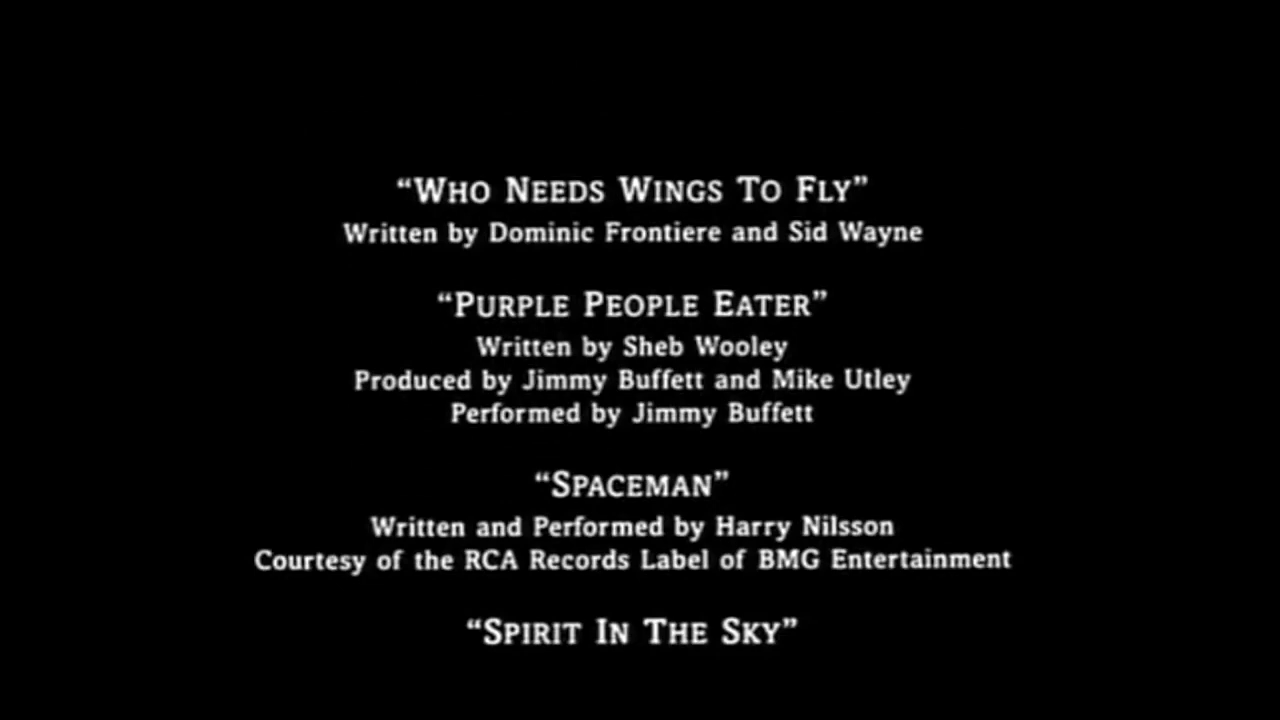 “WHO NEEDS WINGS TO FLY”
Written by Dominic Frontiere and Sid Wayne
“PURPLE PEOPLE EATER”
Written by Sheb Wooley
Produced by Jimmy Buffett and Mike Utley
Performed by Jimmy Buffett
“SPACEMAN”
Written and Performed by Harry Nilsson
Courtesy of the RCA Records Label of BMG Entertainment
“SPIRIT IN THE SKY”